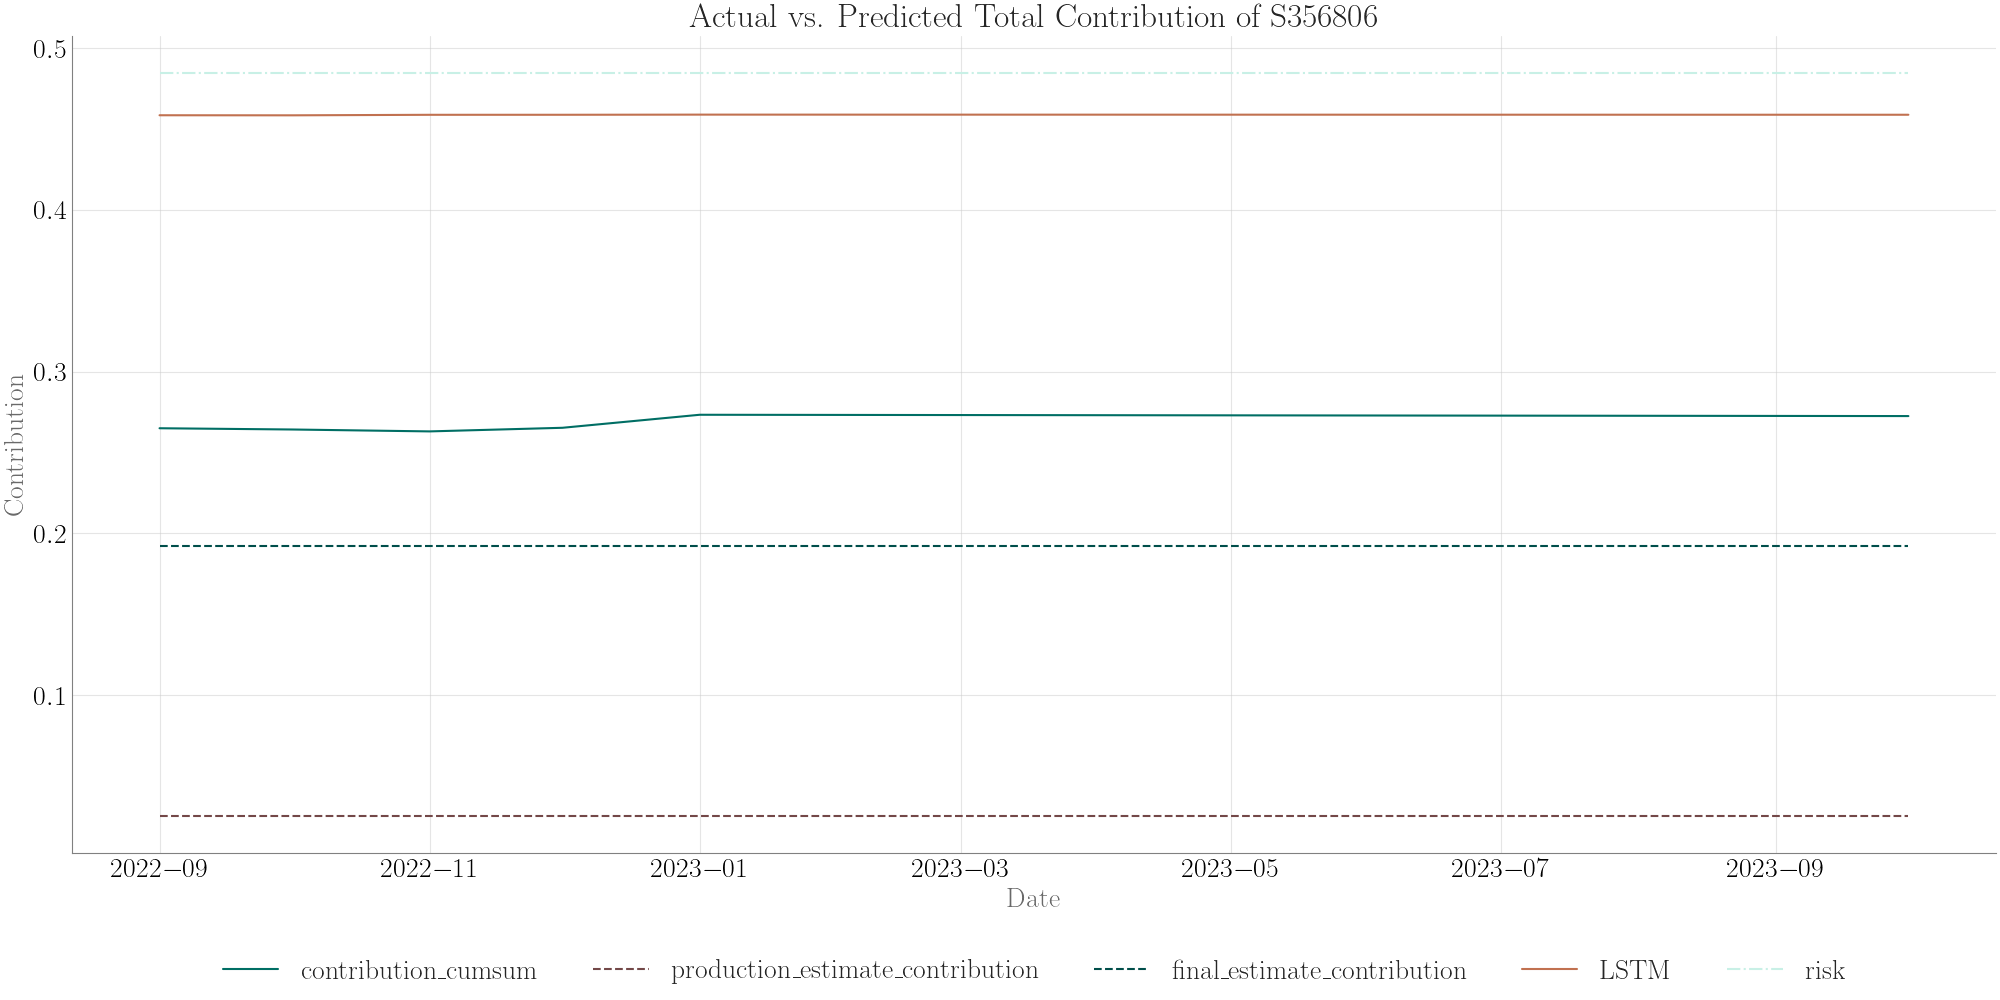 Actual vs. Predicted Total Contribution of S356806
0.5
0.4
0.3
0.2
0.1
Contribution
2022–09 2022–11 2023–01 2023–03 2023–05 2023–07 2023–09
Date
contribution_cumsum production_estimate_contribution final_estimate_contribution LSTM risk